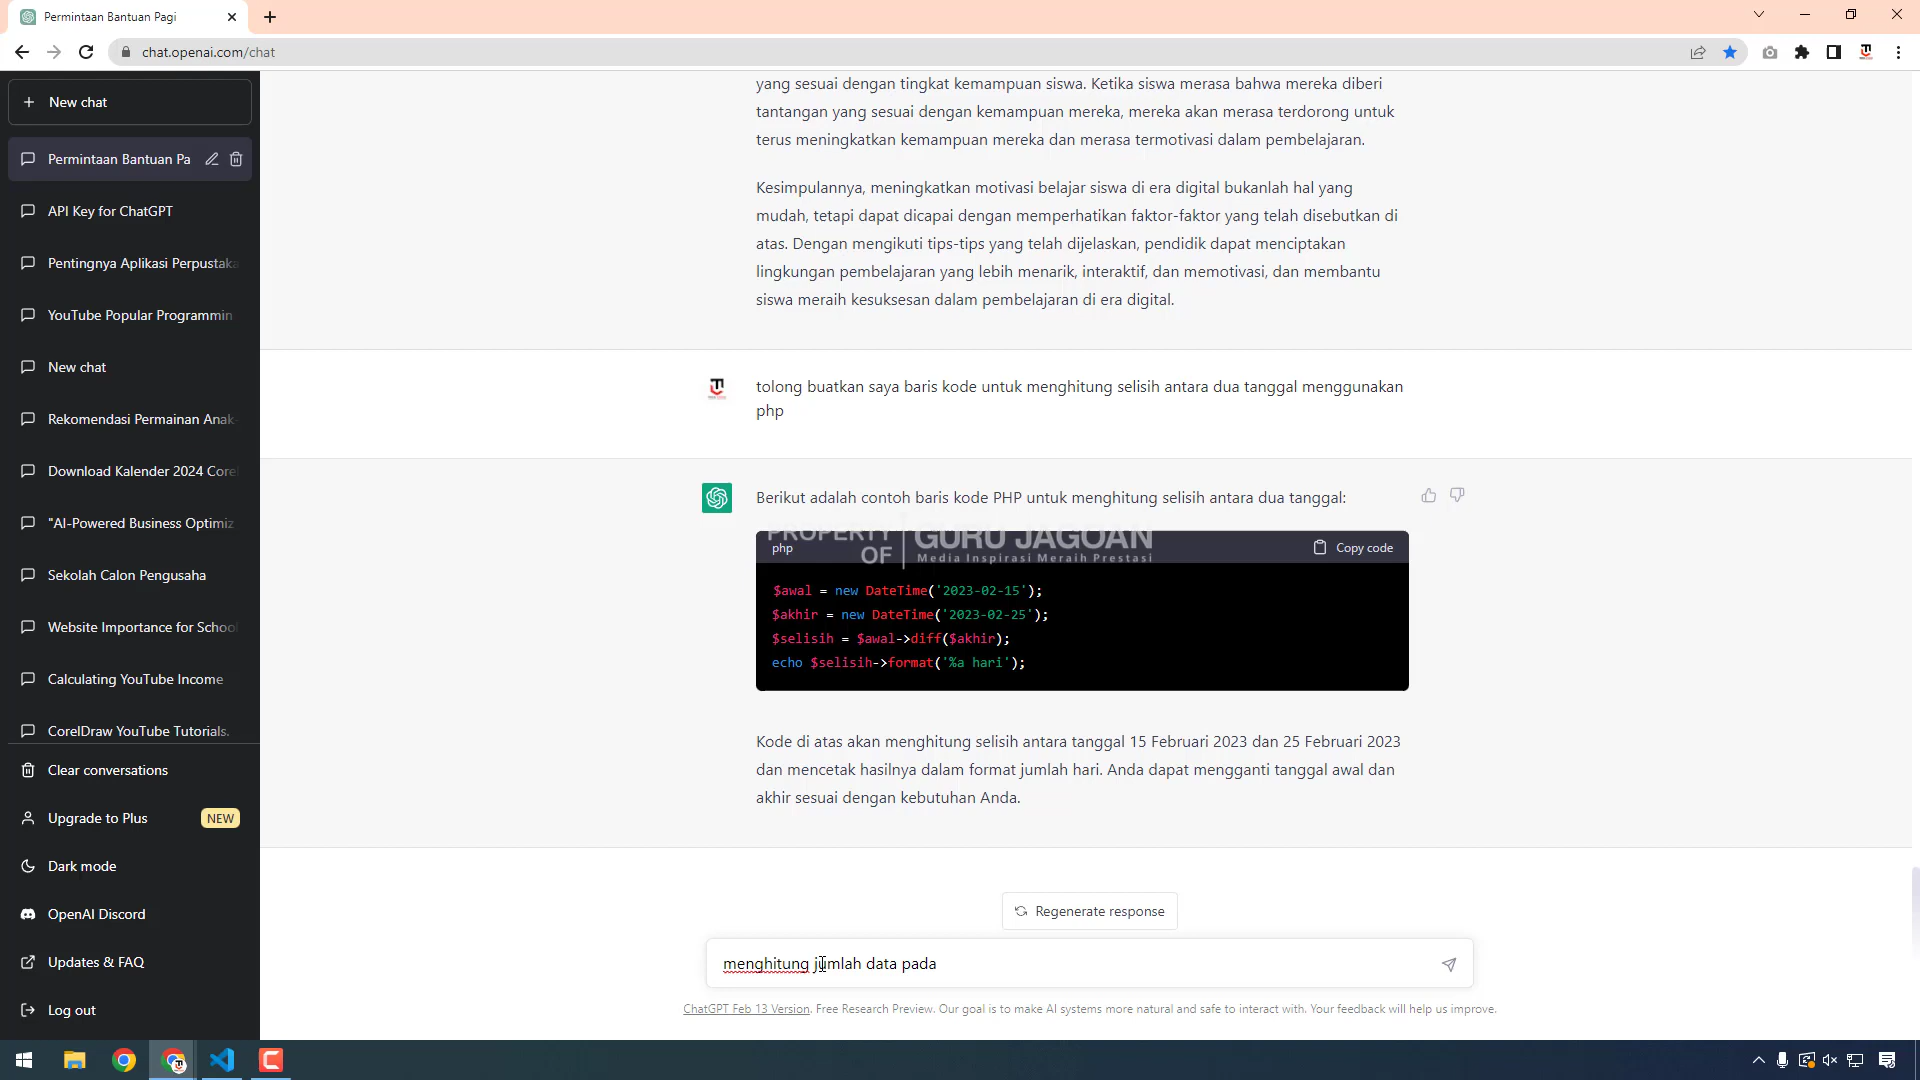 Permintaan Bantuan Pagi
chat.openai.com/chat
New chat
Permintaan Bantuan Pa
API Key for ChatGPT
Pentingnya Aplikasi Perpustaka
YouTube Popular Programmin
New chat
Rekomendasi Permainan Anak-
Download Kalender 2024 Core
"AI-Powered Business Optimiz
Sekolah Calon Pengusaha
Website Importance for School
Calculating YouTube Income
CorelDraw YouTube Tutorials.
Clear conversations
Upgrade to Plus
NEW
Dark mode
OpenAI Discord
Updates & FAQ
Log out
yang sesuai dengan tingkat kemampuan siswa. Ketika siswa merasa bahwa mereka diberi
tantangan yang sesuai dengan kemampuan mereka, mereka akan merasa terdorong untuk
terus meningkatkan kemampuan mereka dan merasa termotivasi dalam pembelajaran.
Kesimpulannya, meningkatkan motivasi belajar siswa di era digital bukanlah hal yang
mudah, tetapi dapat dicapai dengan memperhatikan faktor-faktor yang telah disebutkan di
atas. Dengan mengikuti tips-tips yang telah dijelaskan, pendidik dapat menciptakan
lingkungan pembelajaran yang lebih menarik, interaktif, dan memotivasi, dan membantu
siswa meraih kesuksesan dalam pembelajaran di era digital.
tolong buatkan saya baris kode untuk menghitung selisih antara dua tanggal menggunakan
php
Berikut adalah contoh baris kode PHP untuk menghitung selisih antara dua tanggal:
PROPERTY OF
GURU JAGOAN
Media Inspirasi Meraih Prestasi
php
Copy code
$awal = new DateTime('2023-02-15');
$akhir = new DateTime('2023-02-25');
$selisih = $awal->diff($akhir);
echo $selisih->format('%a hari');
Kode di atas akan menghitung selisih antara tanggal 15 Februari 2023 dan 25 Februari 2023
dan mencetak hasilnya dalam format jumlah hari. Anda dapat mengganti tanggal awal dan
akhir sesuai dengan kebutuhan Anda.
Regenerate response
menghitung jumlah data pada
ChatGPT Feb 13 Version. Free Research Preview. Our goal is to make AI systems more natural and safe to interact with. Your feedback will help us improve.